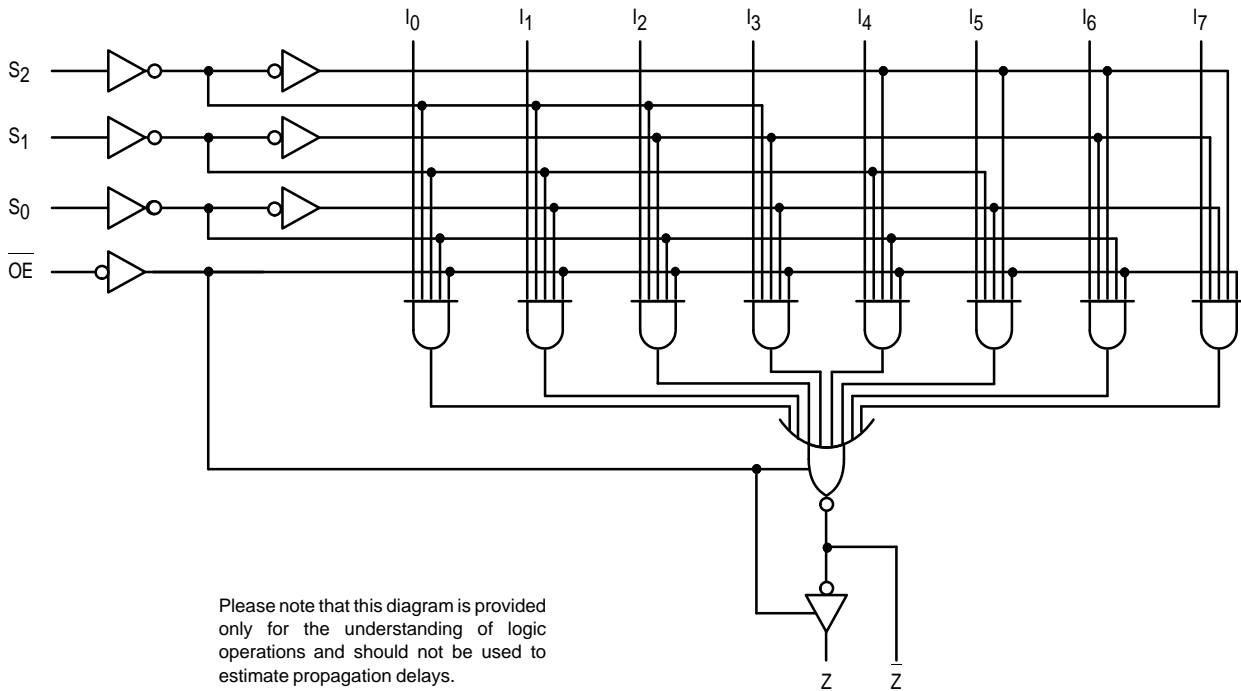 I0 I1 I2 I3 I4 I5 I6 I7
S2
S1
S0
O̅E̅
Please note that this diagram is provided
only for the understanding of logic
operations and should not be used to
estimate propagation delays.
Z Z̅